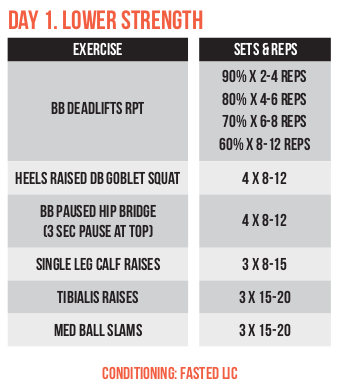 DAY 1. LOWER STRENGTH
EXERCISE
SETS & REPS
BB DEADLIFTS RPT
90% X 2-4 REPS
80% X 4-6 REPS
70% X 6-8 REPS
60% X 8-12 REPS
HEELS RAISED DB GOBLET SQUAT
4 X 8-12
BB PAUSED HIP BRIDGE
(3 SEC PAUSE AT TOP)
4 X 8-12
SINGLE LEG CALF RAISES
3 X 8-15
TIBIALIS RAISES
3 X 15-20
MED BALL SLAMS
3 X 15-20
CONDITIONING: FASTED LIC